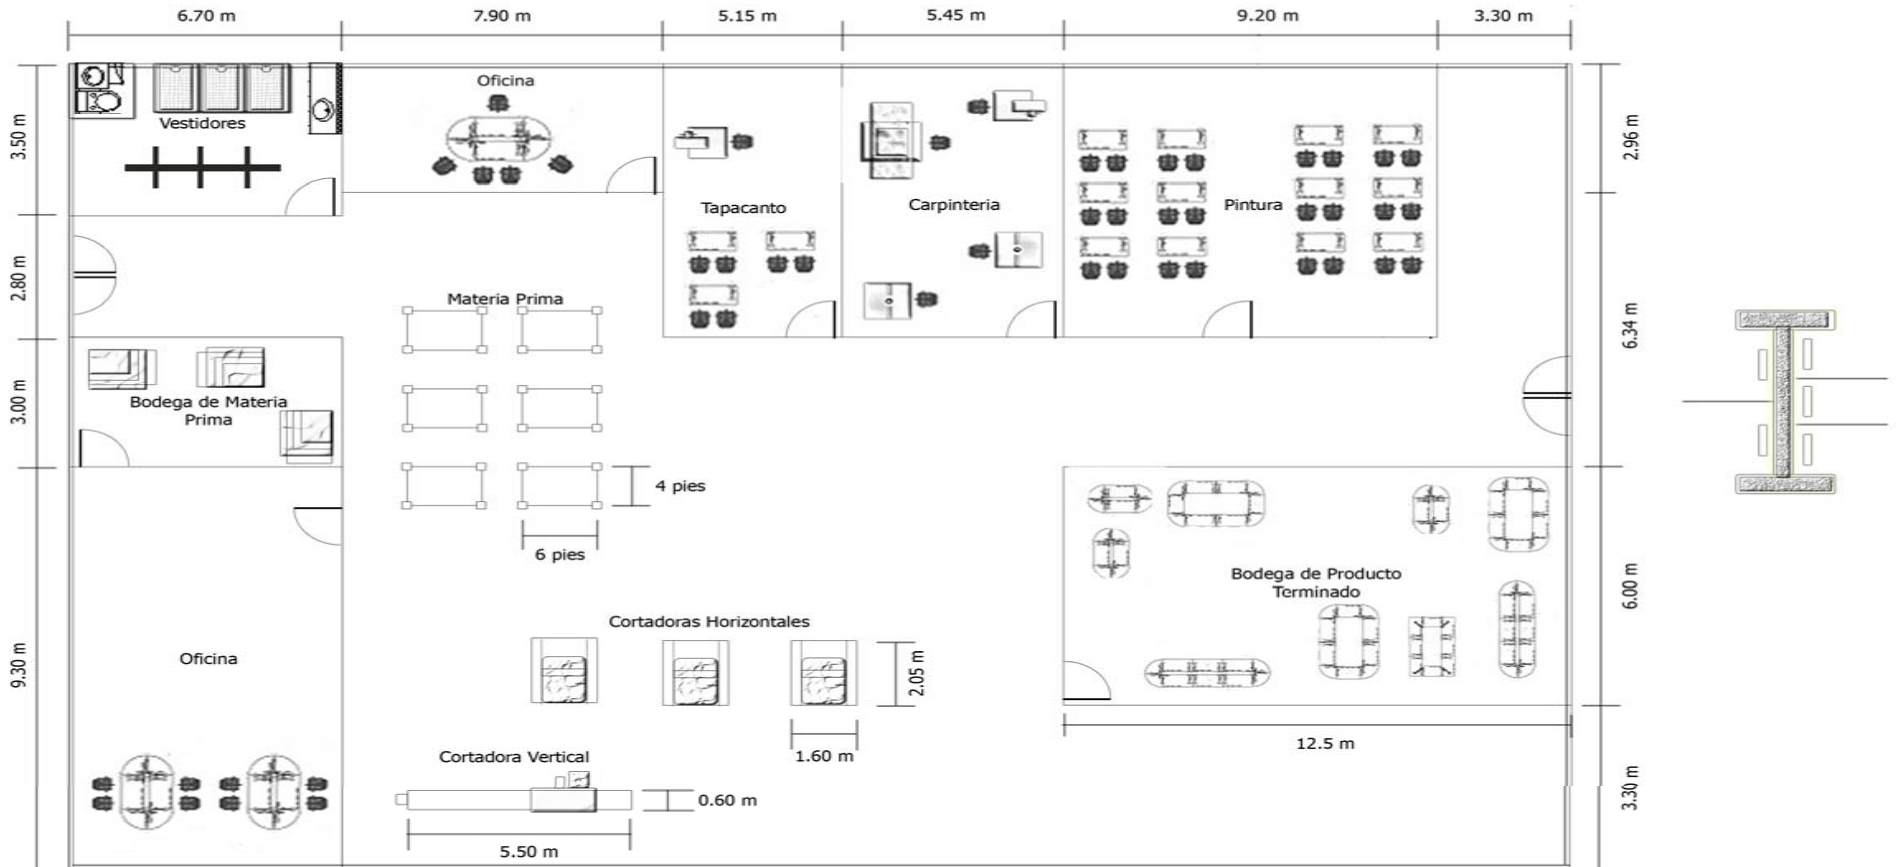 6.70 m
7.90 m
5.15 m
5.45 m
9.20 m
3.30 m
3.50 m
2.80 m
3.00 m
9.30 m
Vestidores
Oficina
Tapacanto
Carpinteria
Pintura
2.96 m
6.34 m
6.00 m
3.30 m
Materia Prima
Bodega de Materia
Prima
4 pies
6 pies
Bodega de Producto
Terminado
12.5 m
Cortadoras Horizontales
2.05 m
1.60 m
Oficina
Cortadora Vertical
0.60 m
5.50 m